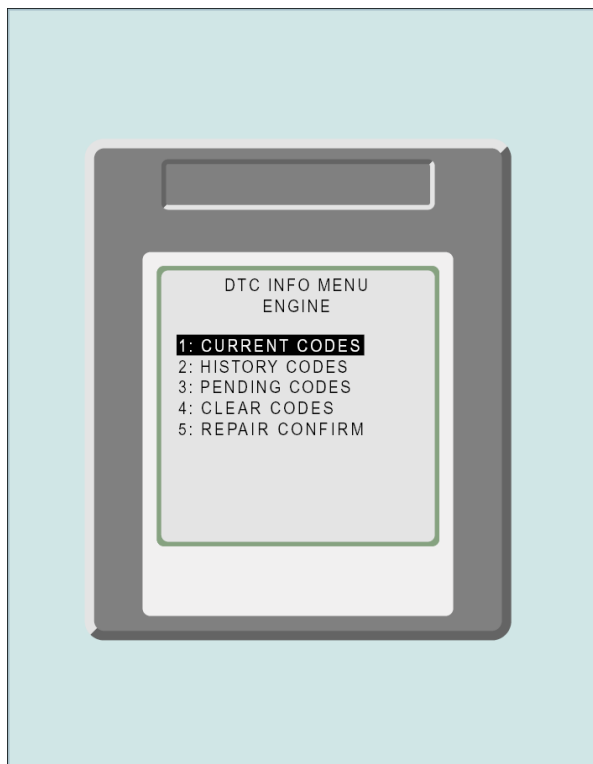 DTC INFO MENU
ENGINE
1: CURRENT CODES
2: HISTORY CODES
3: PENDING CODES
4: CLEAR CODES
5: REPAIR CONFIRM